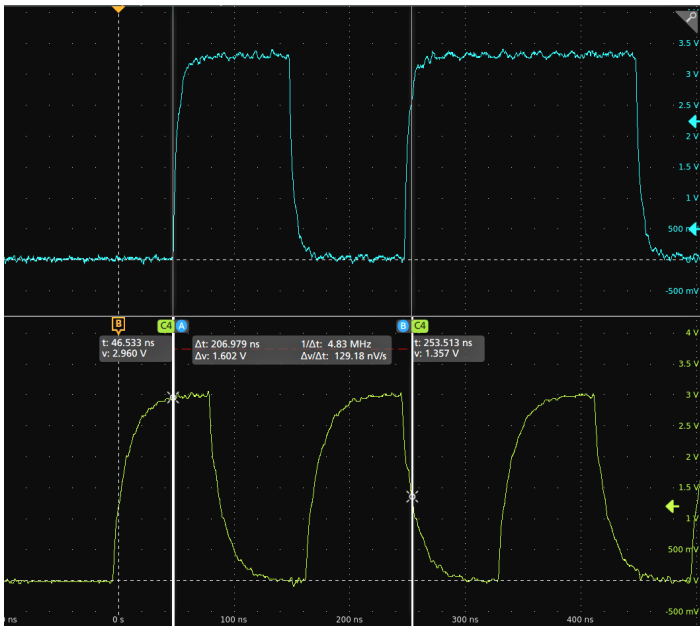 3.5 V
3 V
2.5 V
2 V
1.5 V
1 V
500 m
-500 mV
B
C4 A
B C4
4 V
t: 46.533 ns
v: 2.960 V
Δt: 206.979 ns 1/Δt: 4.83 MHz
Δv: 1.602 V Δv/Δt: 129.18 nV/s
t: 253.513 ns
v: 1.357 V
3.5 V
3 V
2.5 V
2 V
1.5 V
1 V
500 mV
0 V
-500 mV
ns 0 s 100 ns 200 ns 300 ns 400 ns